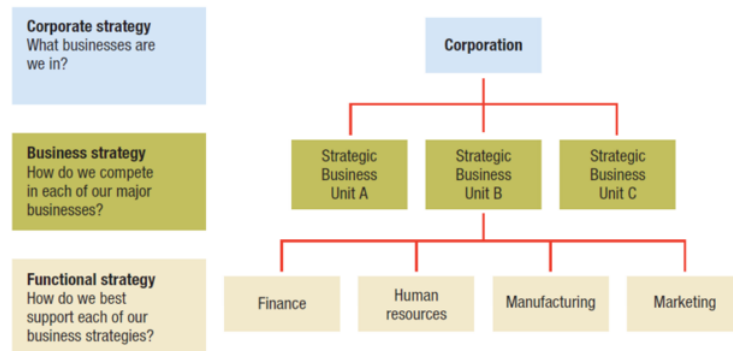 Corporate strategy
What businesses are
we in?
Corporation
Business strategy
How do we compete
in each of our major
businesses?
Strategic
Business
Unit A
Strategic
Business
Unit B
Strategic
Business
Unit C
Functional strategy
How do we best
support each of our
business strategies?
Finance
Human
resources
Manufacturing
Marketing